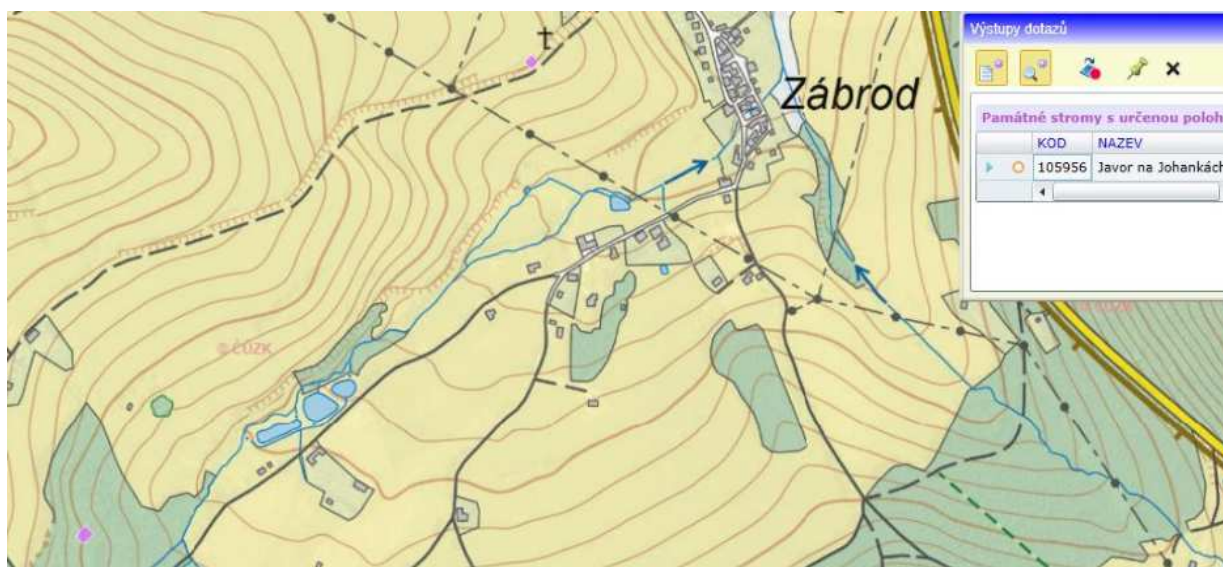 Zábrod
© ČÚZK
Výstupy dotazů
Památné stromy s určenou poloh
KOD NAZEV
105956 Javor na Johankách